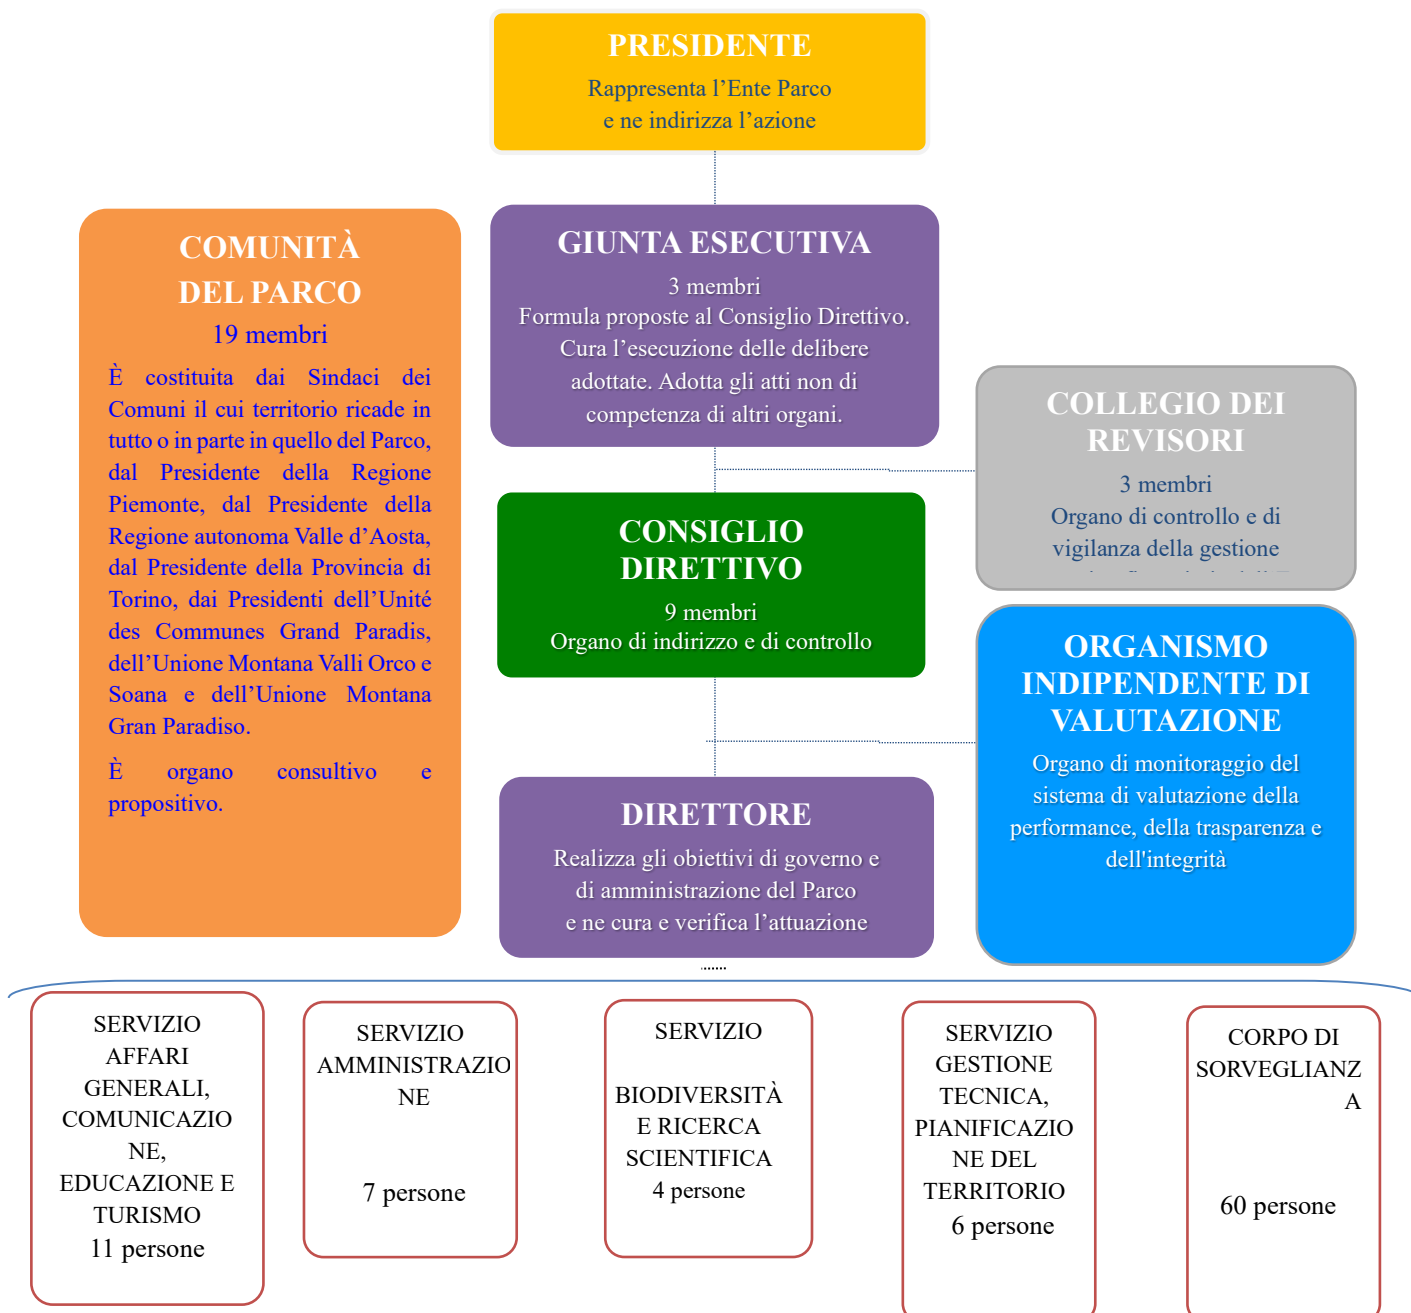 PRESIDENTE
Rappresenta l’Ente Parco
e ne indirizza l’azione
COMUNITÀ
DEL PARCO
19 membri
È costituita dai Sindaci dei
Comuni il cui territorio ricade in
tutto o in parte in quello del Parco,
dal Presidente della Regione
Piemonte, dal Presidente della
Regione autonoma Valle d’Aosta,
dal Presidente della Provincia di
Torino, dai Presidenti dell’Unité
des Communes Grand Paradis,
dell’Unione Montana Valli Orco e
Soana e dell’Unione Montana
Gran Paradiso.
È organo consultivo e
propositivo.
GIUNTA ESECUTIVA
3 membri
Formula proposte al Consiglio Direttivo.
Cura l’esecuzione delle delibere
adottate. Adotta gli atti non di
competenza di altri organi.
COLLEGIO DEI
REVISORI
3 membri
Organo di controllo e di
vigilanza della gestione
CONSIGLIO
DIRETTIVO
9 membri
Organo di indirizzo e di controllo
ORGANISMO
INDIPENDENTE DI
VALUTAZIONE
Organo di monitoraggio del
sistema di valutazione della
performance, della trasparenza e
dell'integrità
DIRETTORE
Realizza gli obiettivi di governo e
di amministrazione del Parco
e ne cura e verifica l’attuazione
SERVIZIO
AFFARI
GENERALI,
COMUNICAZIO
NE,
EDUCAZIONE E
TURISMO
11 persone
SERVIZIO
AMMINISTRAZIO
NE
7 persone
SERVIZIO
BIODIVERSITÀ
E RICERCA
SCIENTIFICA
4 persone
SERVIZIO
GESTIONE
TECNICA,
PIANIFICAZIO
NE DEL
TERRITORIO
6 persone
CORPO DI
SORVEGLIANZ
A
60 persone